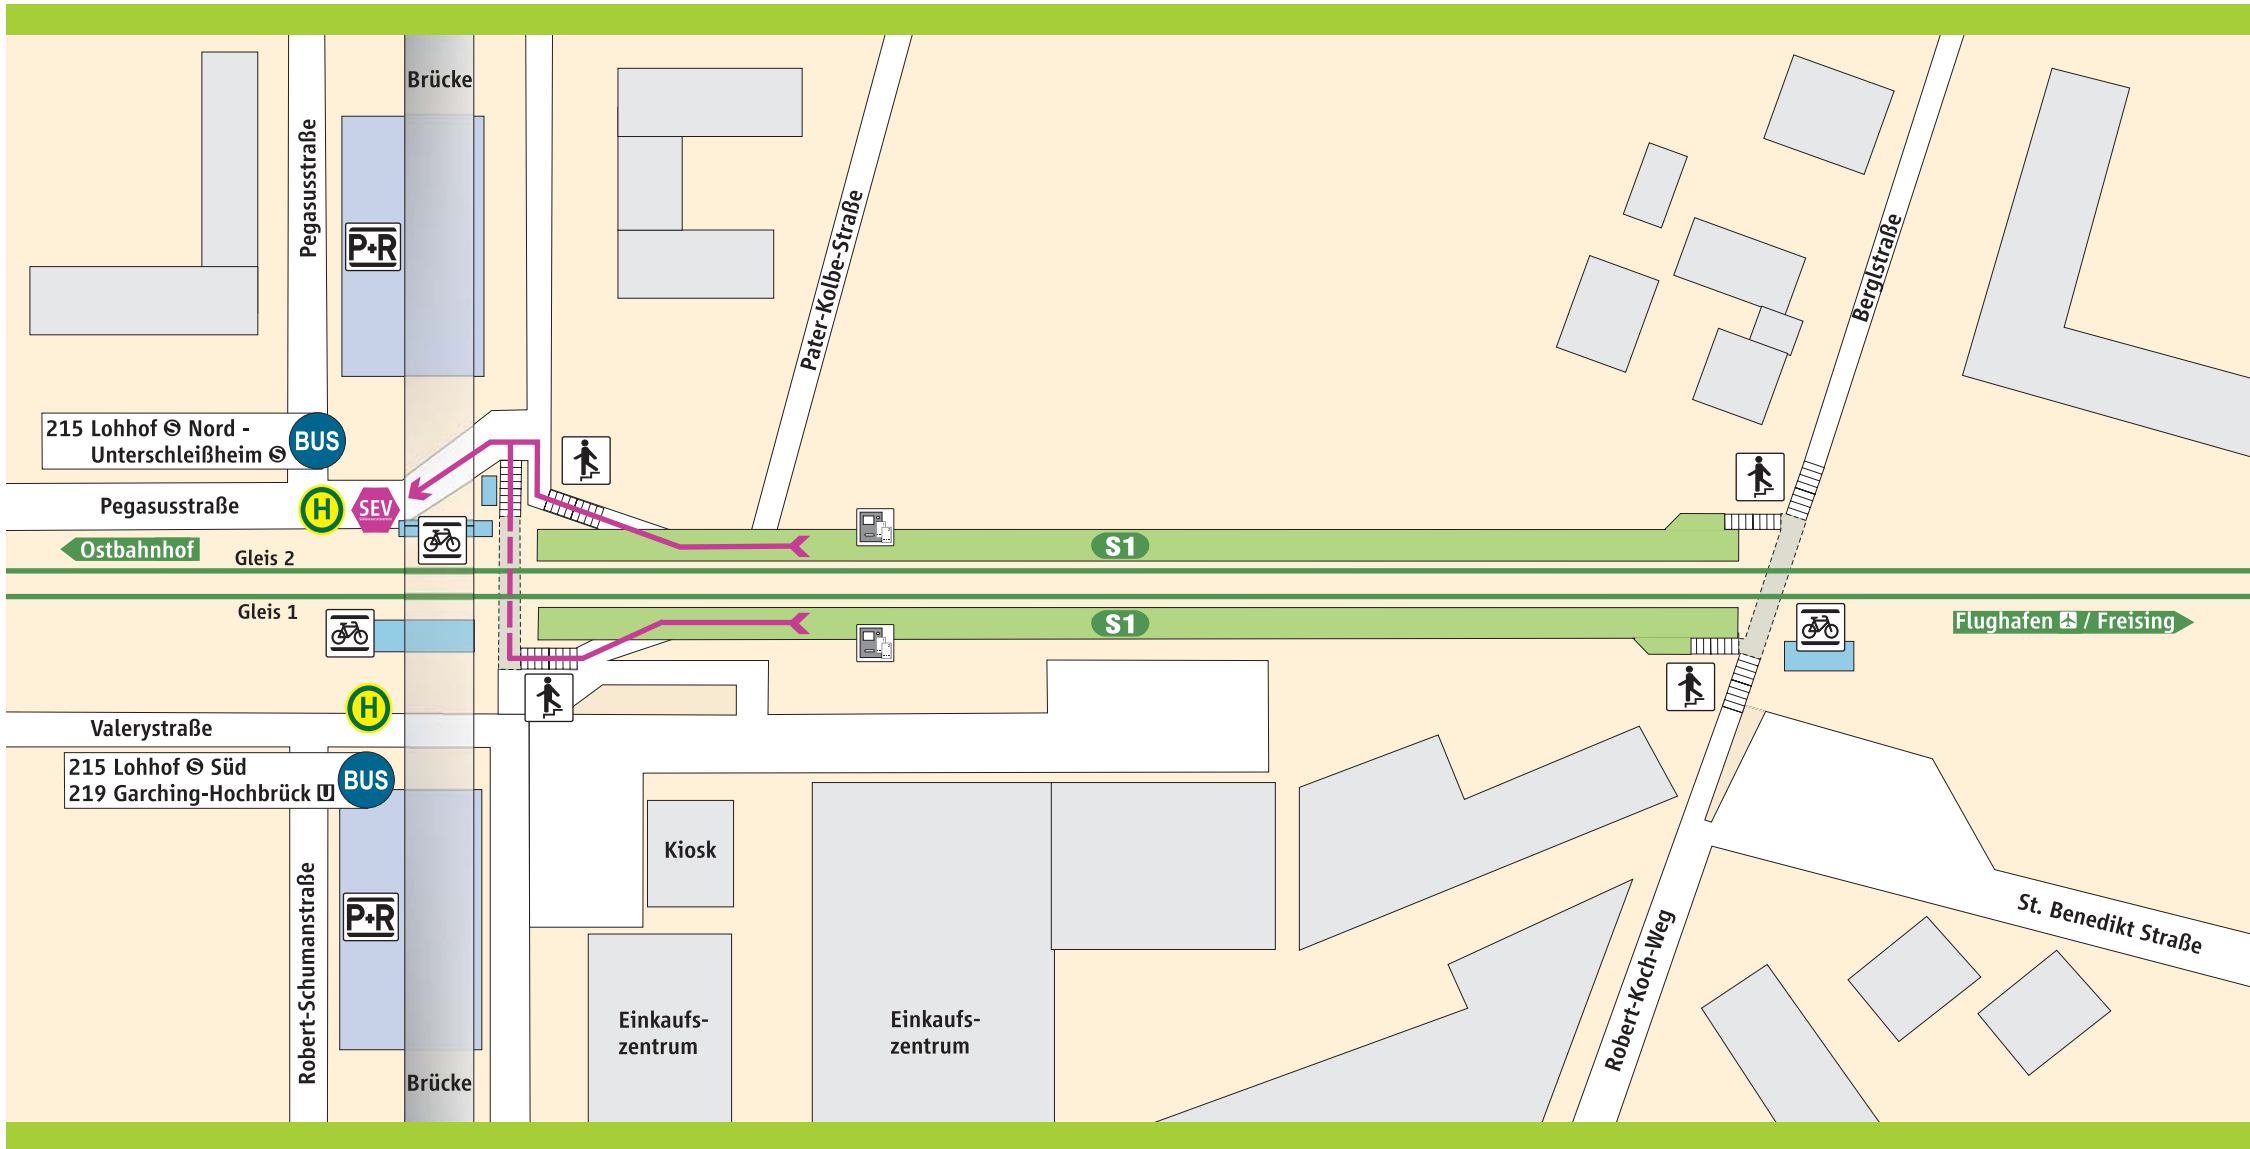 Brücke
Pegasusstraße
P+R
Pater-Kolbe-Straße
Berglstraße
215 Lohhof Ⓢ Nord -
Unterschleißheim Ⓢ
BUS
Pegasusstraße
H
SEV
Ostbahnhof
Gleis 2
S1
Gleis 1
S1
Flughafen / Freising
H
Valerystraße
215 Lohhof Ⓢ Süd
219 Garching-Hochbrück U
BUS
Kiosk
P+R
Robert-Schumanstraße
St. Benedikt Straße
Robert-Koch-Weg
Einkaufs-
zentrum
Einkaufs-
zentrum
Brücke